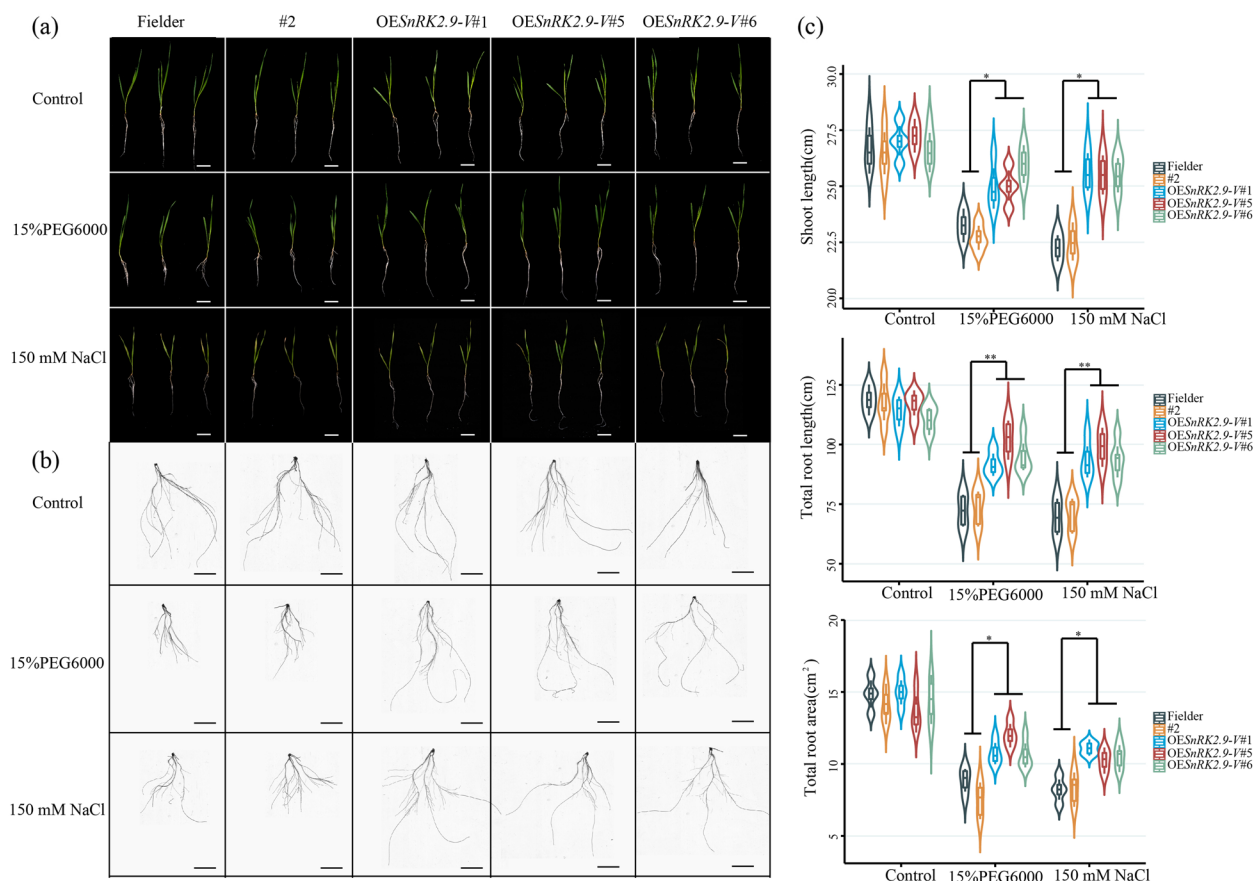 (a)
Fielder
#2
OESnRK2.9-V#1
OESnRK2.9-V#5
OESnRK2.9-V#6
Control
15%PEG6000
150 mM NaCl
(b)
Control
15%PEG6000
150 mM NaCl
(c)
Shoot length(cm)
30.0
27.5
25.0
22.5
20.0
*
*
Control
15%PEG6000
150 mM NaCl
Fielder
#2
OESnRK2.9-V#1
OESnRK2.9-V#5
OESnRK2.9-V#6
Total root length(cm)
125
100
75
50
**
**
Control
15%PEG6000
150 mM NaCl
Fielder
#2
OESnRK2.9-V#1
OESnRK2.9-V#5
OESnRK2.9-V#6
Total root area(cm²)
20
15
10
5
*
*
Control
15%PEG6000
150 mM NaCl
Fielder
#2
OESnRK2.9-V#1
OESnRK2.9-V#5
OESnRK2.9-V#6